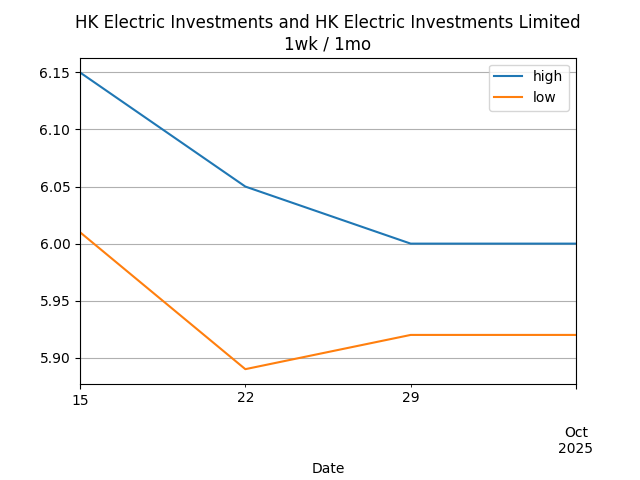 HK Electric Investments and HK Electric Investments Limited
1wk / 1mo
high
low
6.15
6.10
6.05
6.00
5.95
5.90
15
22
29
Oct
2025
Date